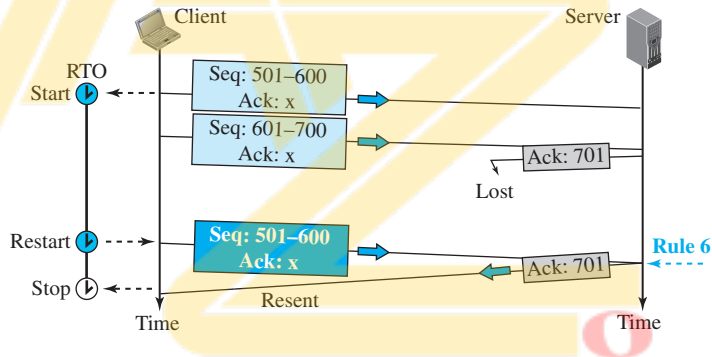 Client
Server
RTO
Start
Seq: 501–600
Ack: x
Seq: 601–700
Ack: x
Ack: 701
Lost
Restart
Seq: 501–600
Ack: x
Rule 6
Ack: 701
Stop
Resent
Time
Time